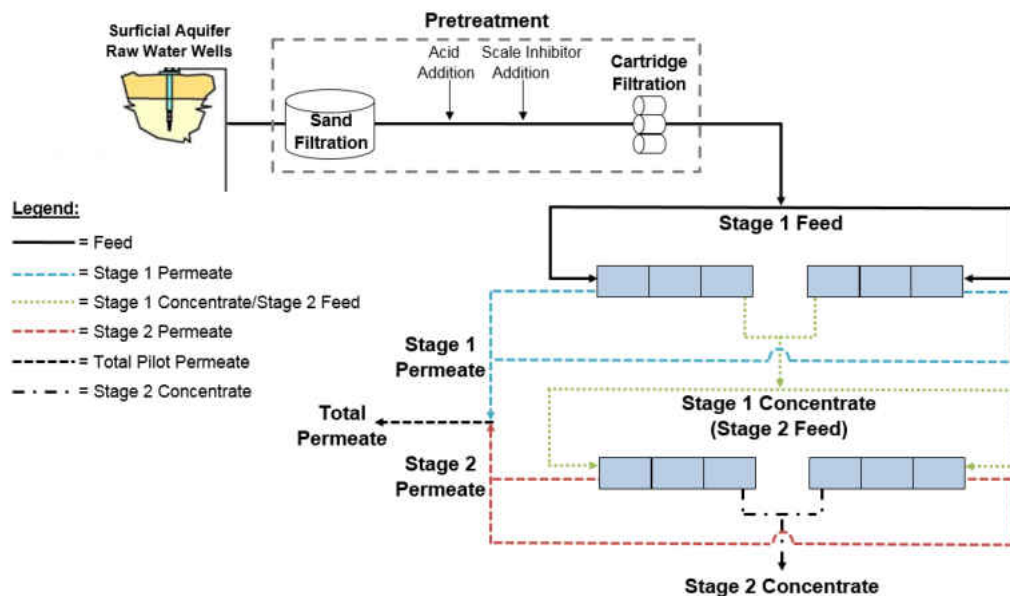 Pretreatment
Surficial Aquifer
Raw Water Wells
Acid
Addition
Scale Inhibitor
Addition
Cartridge
Filtration
Sand
Filtration
Legend:
= Feed
= Stage 1 Permeate
= Stage 1 Concentrate/Stage 2 Feed
= Stage 2 Permeate
= Total Pilot Permeate
= Stage 2 Concentrate
Stage 1 Feed
Stage 1
Permeate
Stage 1 Concentrate
(Stage 2 Feed)
Total
Permeate
Stage 2
Permeate
Stage 2 Concentrate